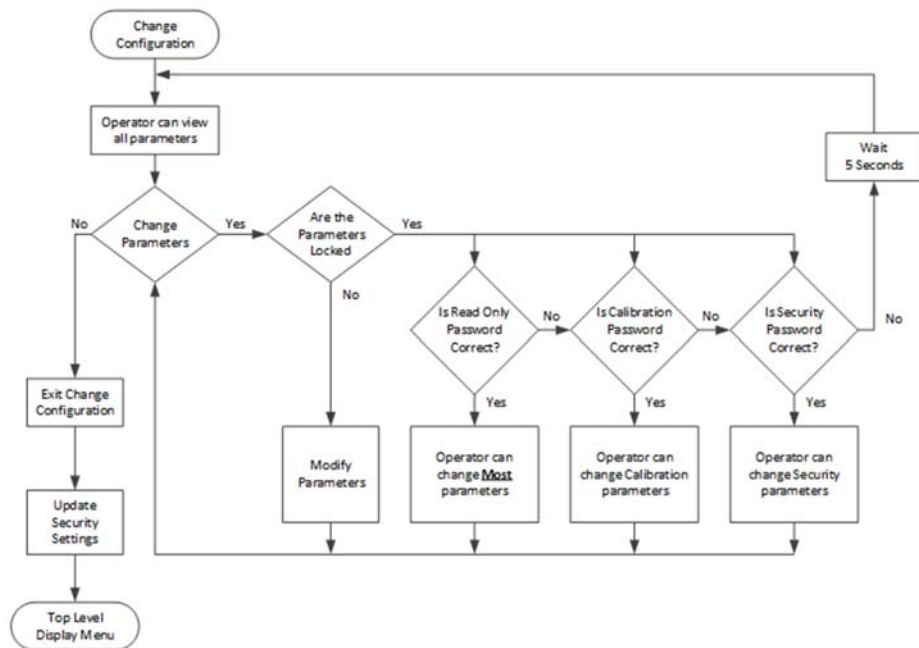 Change
Configuration
Operator can view
all parameters
Wait
5 Seconds
No
Change
Parameters
Yes
Are the
Parameters
Locked
Yes
No
Is Read Only
Password
Correct?
No
Is Calibration
Password
Correct?
No
Is Security
Password
Correct?
No
Exit Change
Configuration
Yes
Yes
Yes
Modify
Parameters
Operator can
change Most
parameters
Operator can
change Calibration
parameters
Operator can
change Security
parameters
Update
Security
Settings
Top Level
Display Menu